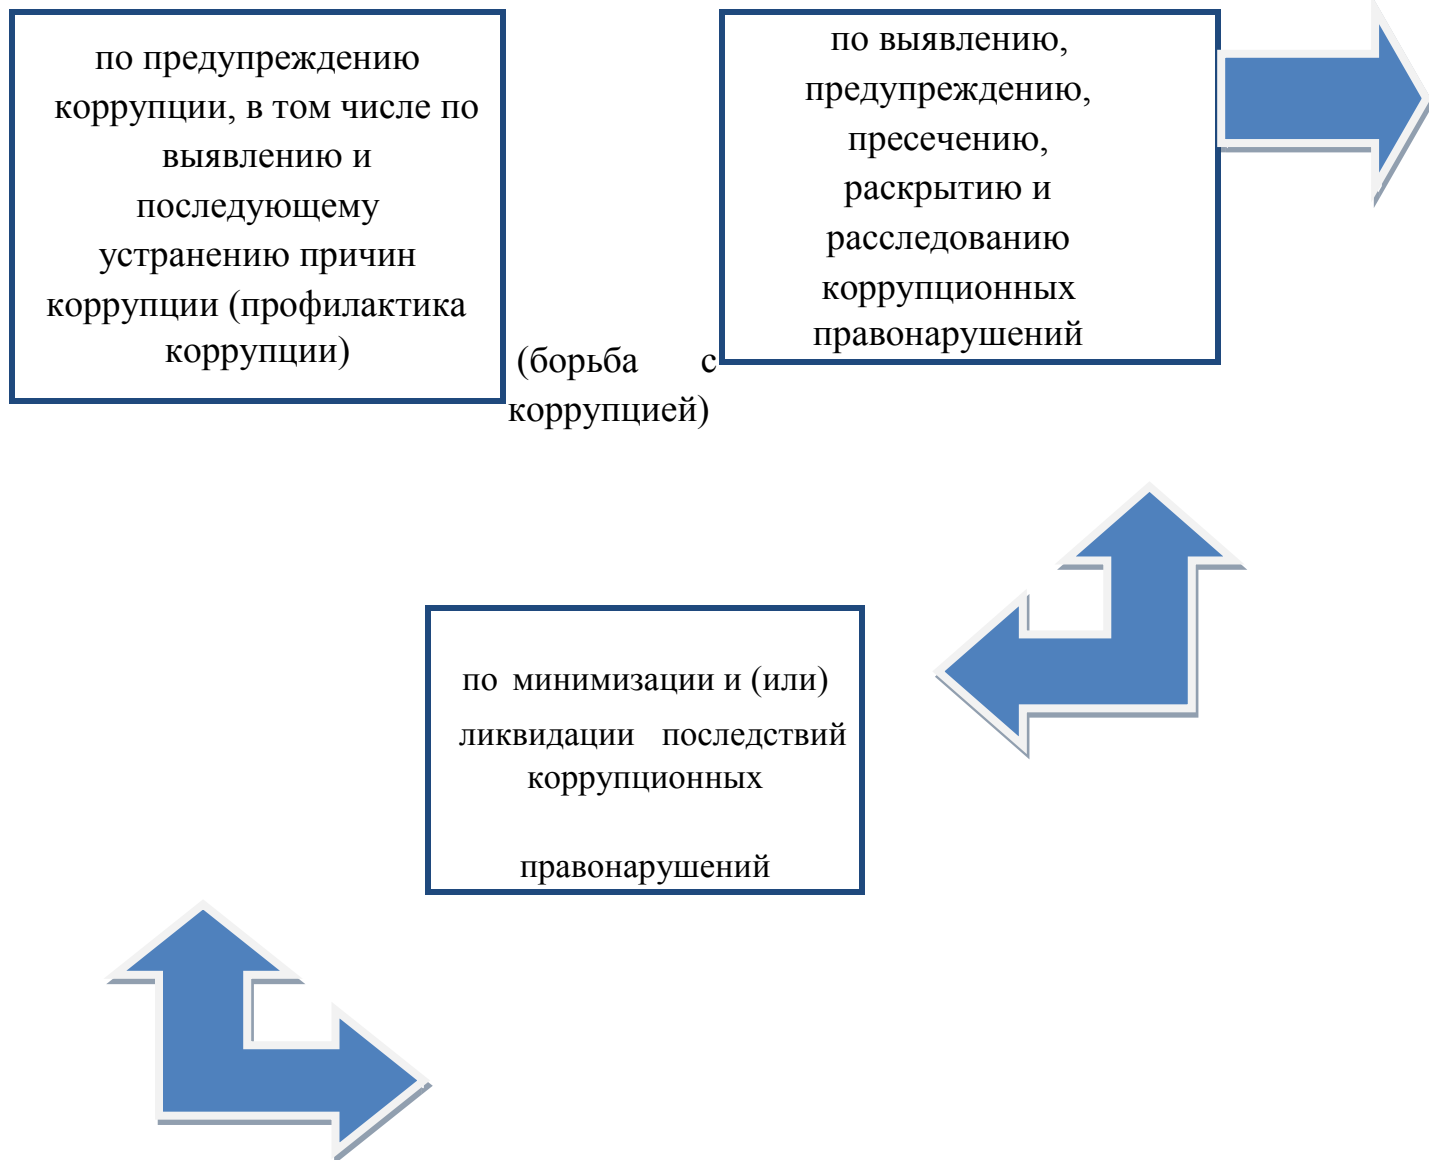 по предупреждению
коррупции, в том числе по
выявлению и
последующему
устранению причин
коррупции (профилактика
коррупции)
по выявлению,
предупреждению,
пресечению,
раскрытию и
расследованию
коррупционных
правонарушений
(борьба с
коррупцией)
по минимизации и (или)
ликвидации последствий
коррупционных
правонарушений